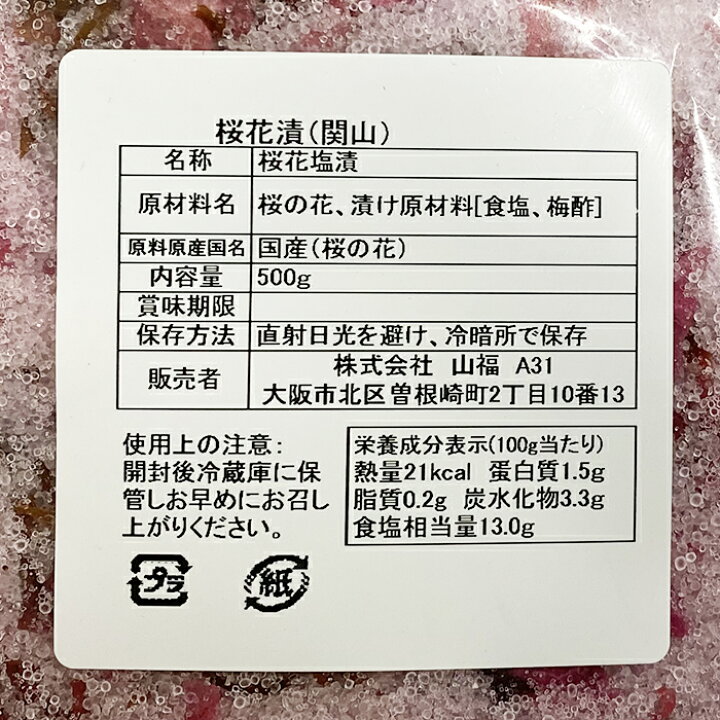 桜花漬(関山)
名称 桜花塩漬
原材料名 桜の花、漬け原材料[食塩、梅酢]
原料原産国名 国産(桜の花)
内容量 500g
賞味期限
保存方法 直射日光を避け、冷暗所で保存
販売者 株式会社 山福 A31
大阪市北区曽根崎町2丁目10番13
使用上の注意:
開封後冷蔵庫に保
管しお早めにお召し
上がりください。
栄養成分表示(100g当たり)
熱量21kcal 蛋白質1.5g
脂質0.2g 炭水化物3.3g
食塩相当量13.0g
プラ 紙